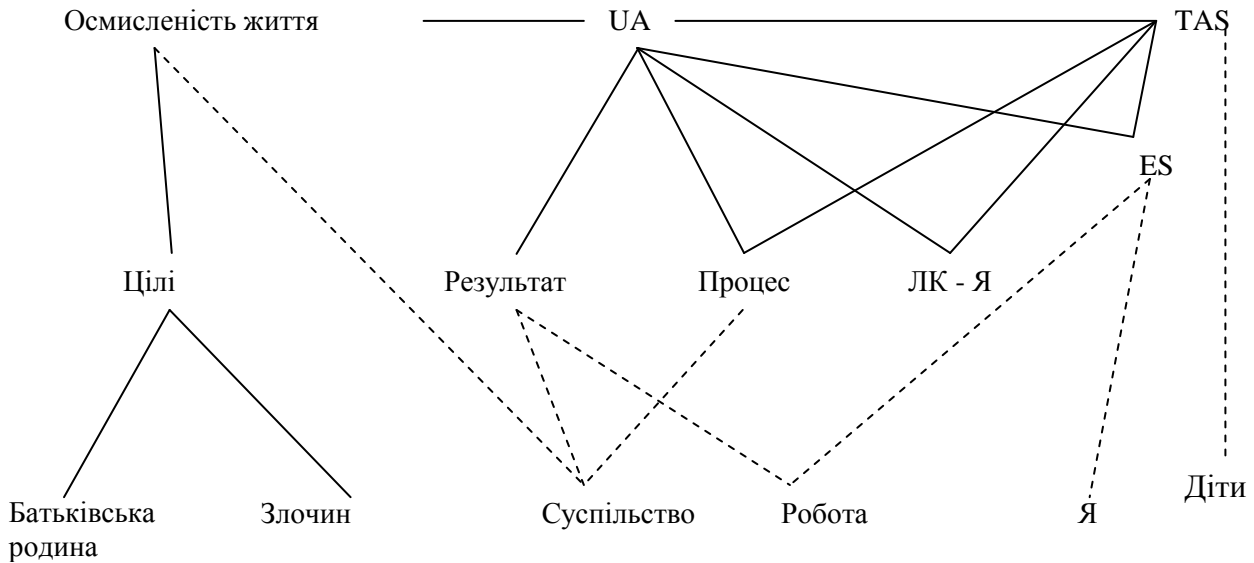 Осмисленість життя UA TAS
ES
Цілі Результат Процес ЛК - Я
Батьківська Злочин Суспільство Робота Я Діти
родина